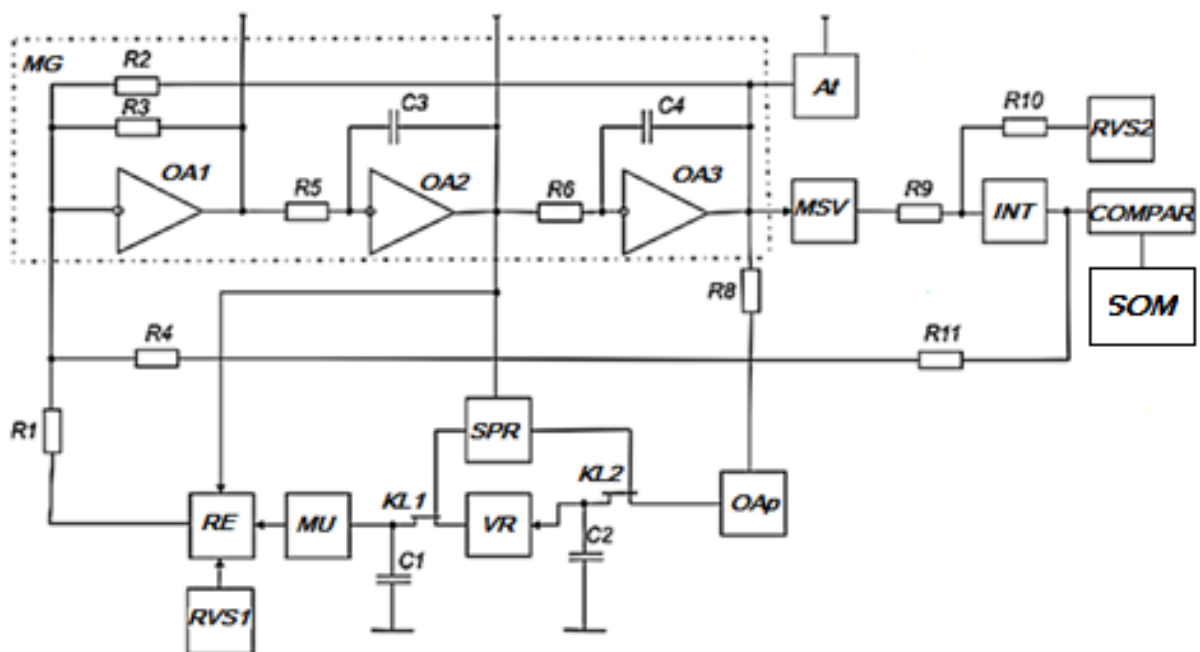 MG
R2
At
R3
C3
C4
R10
RVS2
OA1
R5
OA2
R6
OA3
MSV
R9
INT
COMPAR
R8
SOM
R4
R11
R1
SPR
KL2
KL1
OAp
RE
MU
VR
C1
C2
RVS1